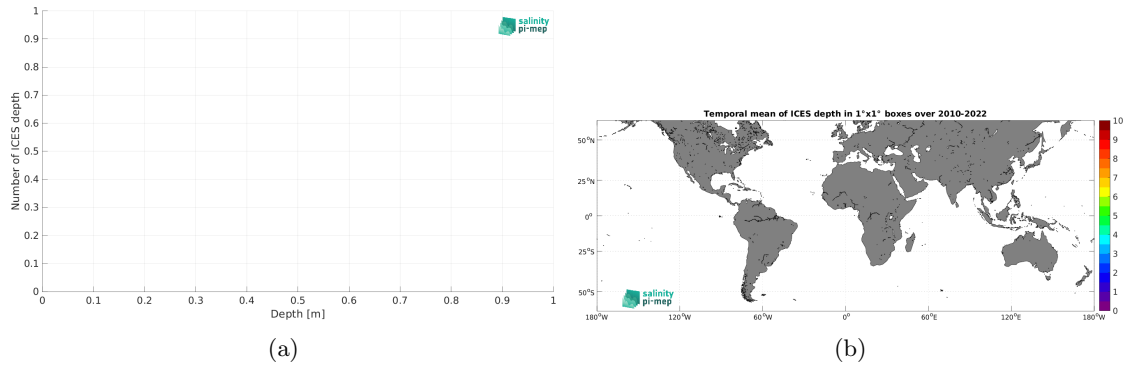 1
0.9
0.8
0.7
0.6
0.5
0.4
0.3
0.2
0.1
0
Number of ICES depth
0 0.1 0.2 0.3 0.4 0.5 0.6 0.7 0.8 0.9 1
Depth [m]
salinity
pi-mep
(a)
Temporal mean of ICES depth in 1°x1° boxes over 2010-2022
50°N
25°N
0°
25°S
50°S
180°W 120°W 60°W 0° 60°E 120°E 180°W
salinity
pi-mep
10
9
8
7
6
5
4
3
2
1
0
(b)